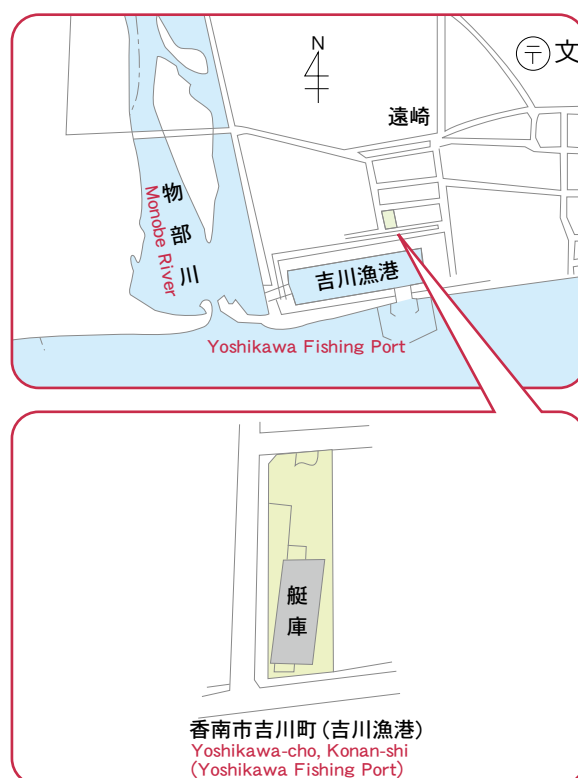 N
〒文
遠崎
物部川
Monobe River
吉川漁港
Yoshikawa Fishing Port
艇庫
香南市吉川町(吉川漁港)
Yoshikawa-cho, Konan-shi
(Yoshikawa Fishing Port)